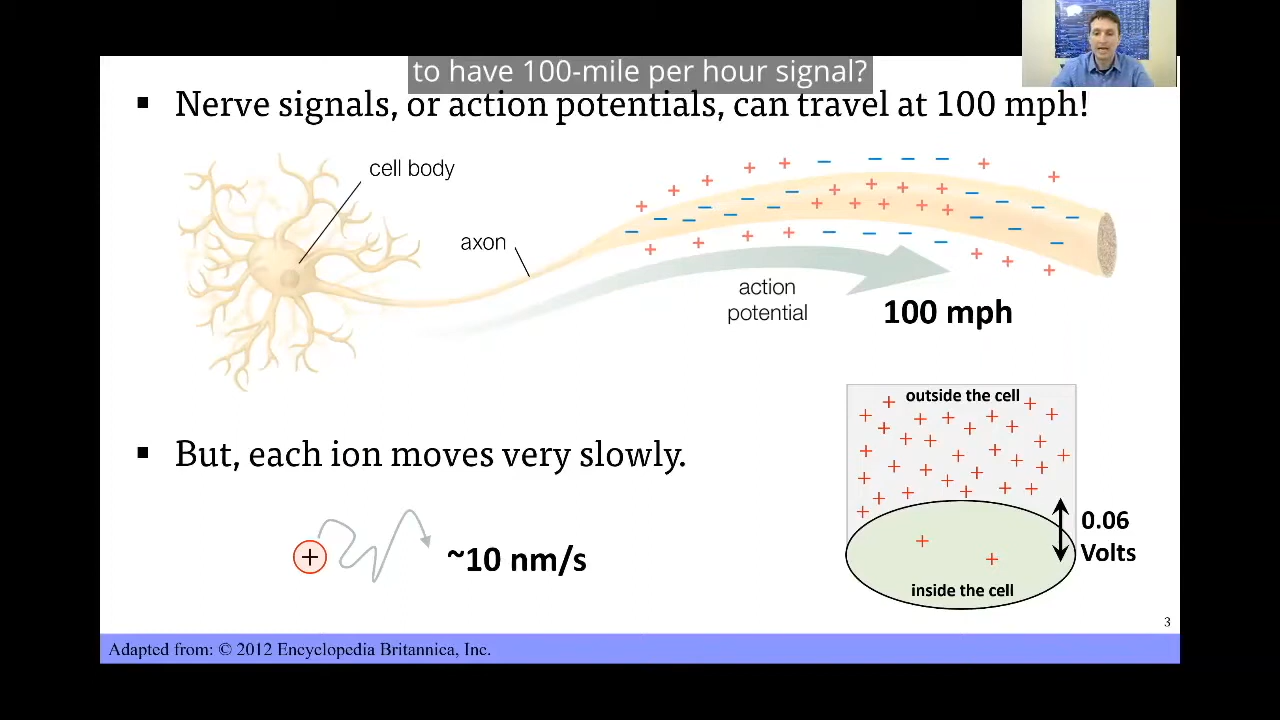 to have 100-mile per hour signal?
▪ Nerve signals, or action potentials, can travel at 100 mph!
cell body
axon
action
potential
100 mph
outside the cell
▪ But, each ion moves very slowly.
0.06
Volts
~10 nm/s
inside the cell
3
Adapted from: © 2012 Encyclopedia Britannica, Inc.